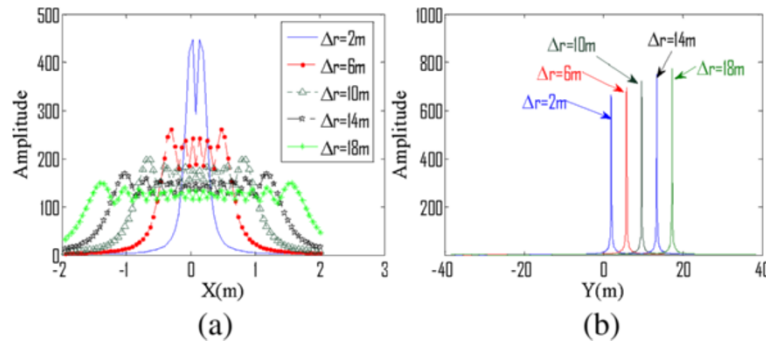 500
400
300
200
100
0
Amplitude
-2
-1
0
1
2
3
X(m)
Δr=2m
Δr=6m
Δr=10m
Δr=14m
Δr=18m
(a)
1000
800
600
400
200
0
Amplitude
-40
-20
0
20
40
Y(m)
Δr=10m
Δr=14m
Δr=6m
Δr=18m
Δr=2m
(b)